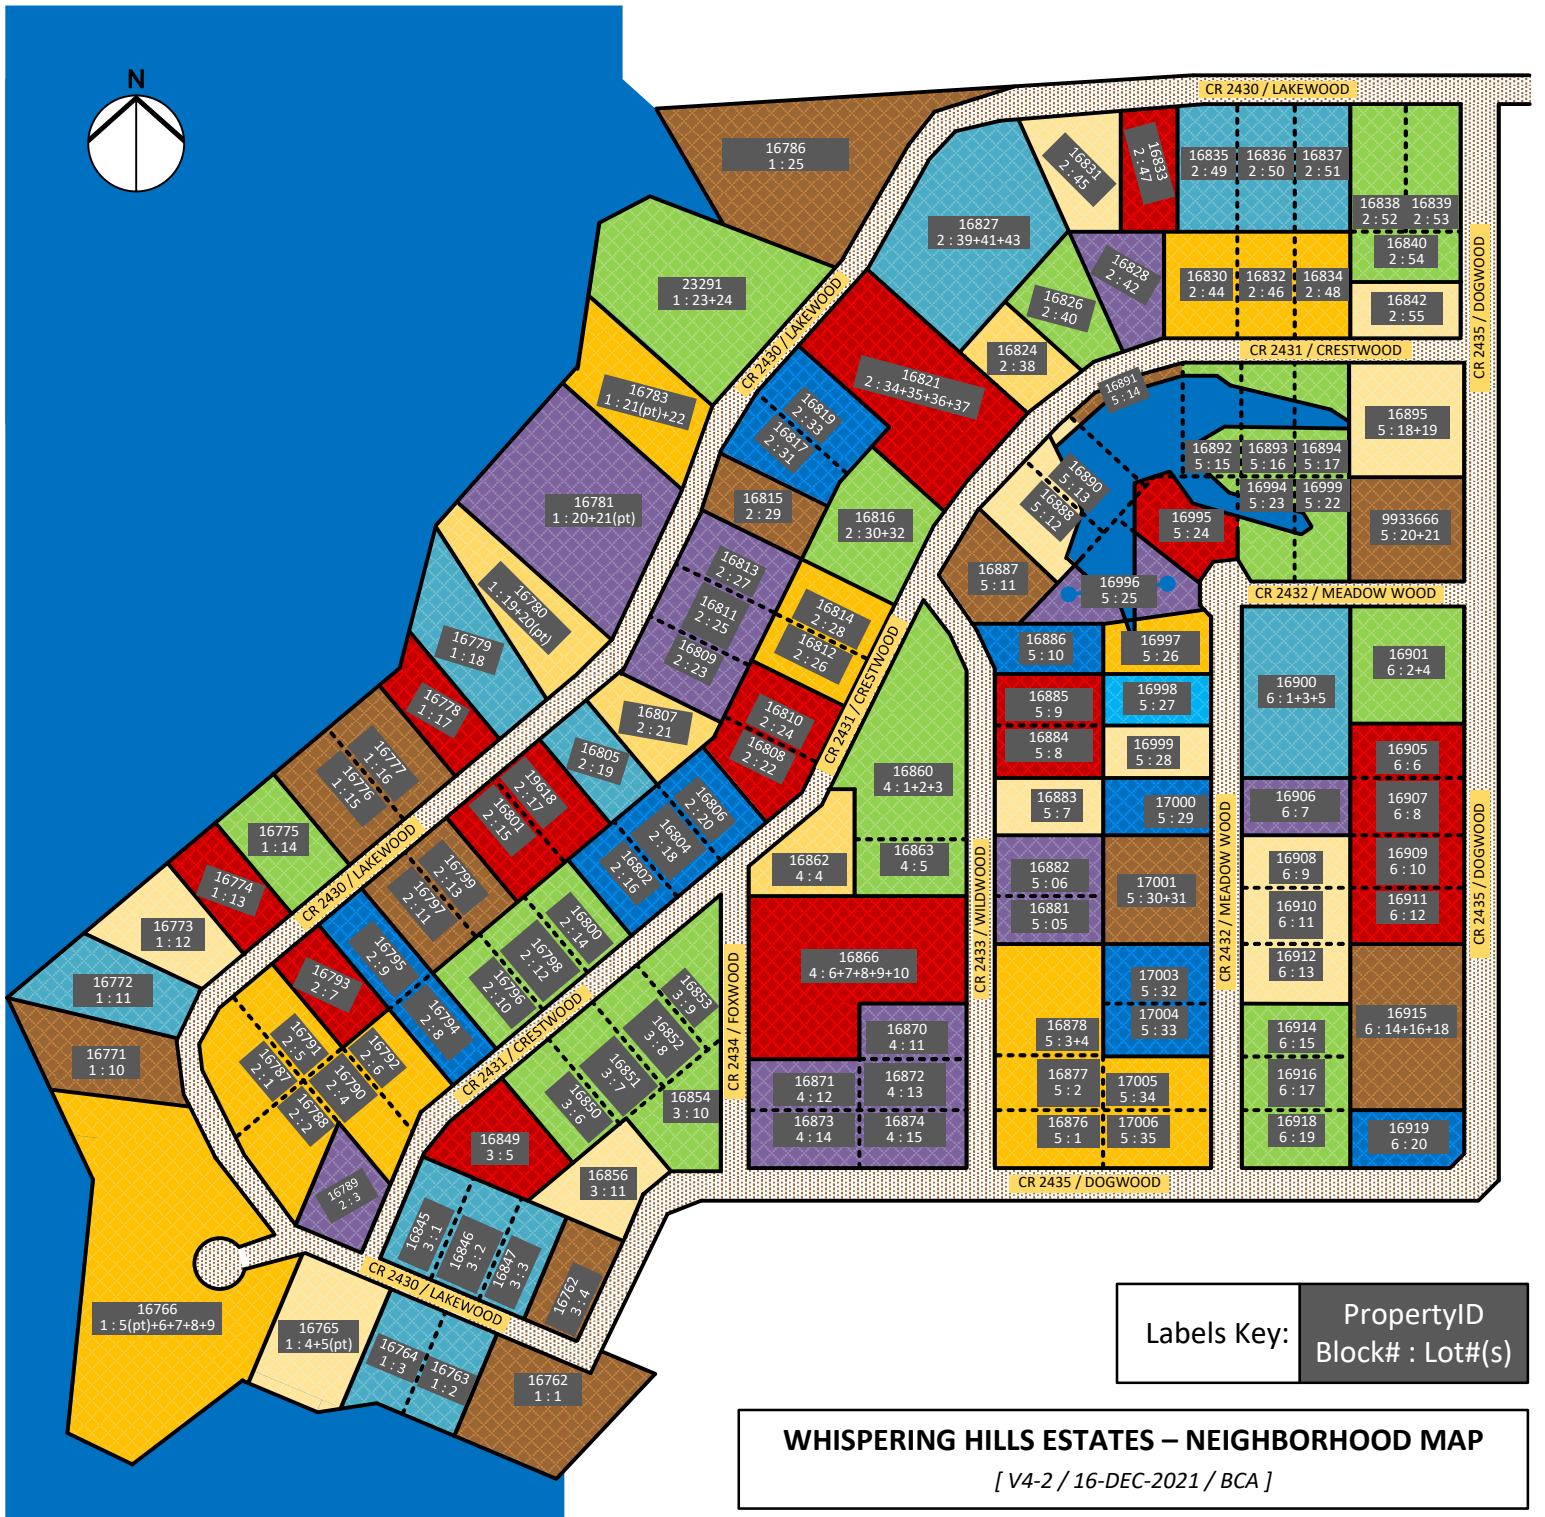 N
CR 2430 / LAKEWOOD
16786
1 : 25
16831
2 : 45
16833
2 : 47
16835
2 : 49
16836
2 : 50
16837
2 : 51
16838
2 : 52
16839
2 : 53
16827
2 : 39+41+43
16840
2 : 54
16828
2 : 42
16830
2 : 44
16832
2 : 46
16834
2 : 48
16842
2 : 55
CR 2435 / DOGWOOD
23291
1 : 23+24
16826
2 : 40
CR 2430 / LAKEWOOD
16824
2 : 38
CR 2431 / CRESTWOOD
16783
1 : 21(pt)+22
16821
2 : 34+35+36+37
16891
5 : 14
16819
2 : 33
16817
2 : 31
16895
5 : 18+19
16892
5 : 15
16893
5 : 16
16894
5 : 17
16890
5 : 13
16888
5 : 12
16781
1 : 20+21(pt)
16815
2 : 29
16816
2 : 30+32
16994
5 : 23
16999
5 : 22
16995
5 : 24
9933666
5 : 20+21
16887
5 : 11
16996
5 : 25
CR 2432 / MEADOW WOOD
16813
2 : 27
16811
2 : 25
16809
2 : 23
16814
2 : 28
16812
2 : 26
16780
1 : 19+20(pt)
16779
1 : 18
16778
1 : 17
CR 2431 / CRESTWOOD
16886
5 : 10
16997
5 : 26
16900
6 : 1+3+5
16901
6 : 2+4
16885
5 : 9
16998
5 : 27
16884
5 : 8
16999
5 : 28
16807
2 : 21
16810
2 : 24
16808
2 : 22
16805
2 : 19
16777
1 : 16
16776
1 : 15
16860
4 : 1+2+3
16905
6 : 6
16883
5 : 7
17000
5 : 29
16906
6 : 7
16907
6 : 8
19618
2 : 17
16801
2 : 15
16806
2 : 20
16804
2 : 18
16802
2 : 16
16775
1 : 14
16774
1 : 13
CR 2430 / LAKEWOOD
16799
2 : 13
16797
2 : 11
16862
4 : 4
16863
4 : 5
16882
5 : 06
16881
5 : 05
17001
5 : 30+31
16908
6 : 9
16909
6 : 10
16910
6 : 11
16911
6 : 12
CR 2433 / WILDWOOD
CR 2432 / MEADOW WOOD
CR 2435 / DOGWOOD
16773
1 : 12
16800
2 : 14
16798
2 : 12
16796
2 : 10
16795
2 : 9
16794
2 : 8
16793
2 : 7
16866
4 : 6+7+8+9+10
16912
6 : 13
16772
1 : 11
17003
5 : 32
17004
5 : 33
16853
3 : 9
16852
3 : 8
16851
3 : 7
16850
3 : 6
CR 2434 / FOXWOOD
CR 2431 / CRESTWOOD
16870
4 : 11
16878
5 : 3+4
16914
6 : 15
16915
6 : 14+16+18
16771
1 : 10
16791
2 : 5
16787
2 : 1
16792
2 : 6
16790
2 : 4
16788
2 : 2
16854
3 : 10
16871
4 : 12
16872
4 : 13
16877
5 : 2
17005
5 : 34
16916
6 : 17
16873
4 : 14
16874
4 : 15
16876
5 : 1
17006
5 : 35
16918
6 : 19
16919
6 : 20
16849
3 : 5
16856
3 : 11
16789
2 : 3
CR 2435 / DOGWOOD
16845
3 : 1
16846
3 : 2
16847
3 : 3
16762
3 : 4
CR 2430 / LAKEWOOD
16766
1 : 5(pt)+6+7+8+9
16765
1 : 4+5(pt)
16764
1 : 3
16763
1 : 2
16762
1 : 1
Labels Key:
PropertyID
Block# : Lot#(s)
WHISPERING HILLS ESTATES – NEIGHBORHOOD MAP
[ V4-2 / 16-DEC-2021 / BCA ]